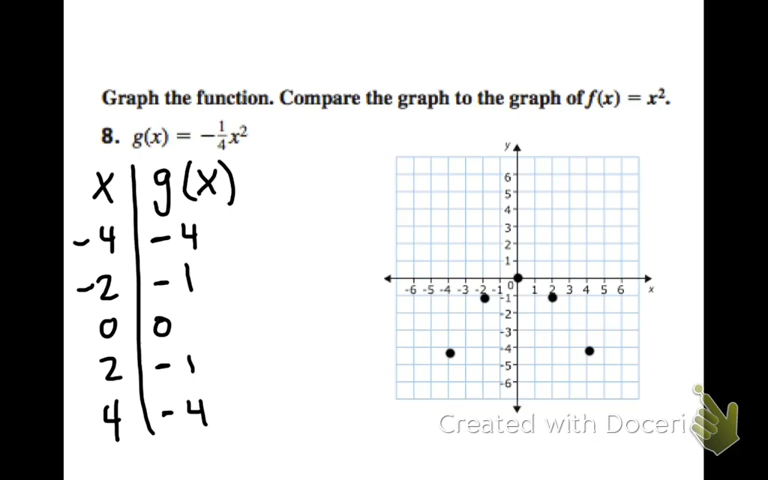 Graph the function. Compare the graph to the graph of f(x) = x².
8. g(x) = −1/4x²
x g(x)
-4 -4
-2 -1
0 0
2 -1
4 -4
y
6
5
4
3
2
1
-6 -5 -4 -3 -2 -1 0 1 2 3 4 5 6 x
-1
-2
-3
-4
-5
-6
Created with Doceri